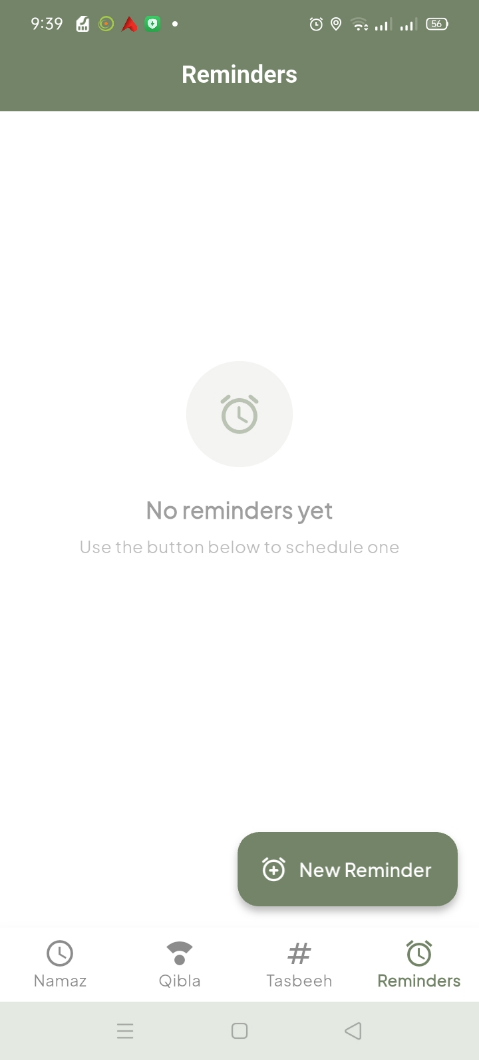 9:39
56
Reminders
No reminders yet
Use the button below to schedule one
New Reminder
Namaz
Qibla
Tasbeeh
Reminders